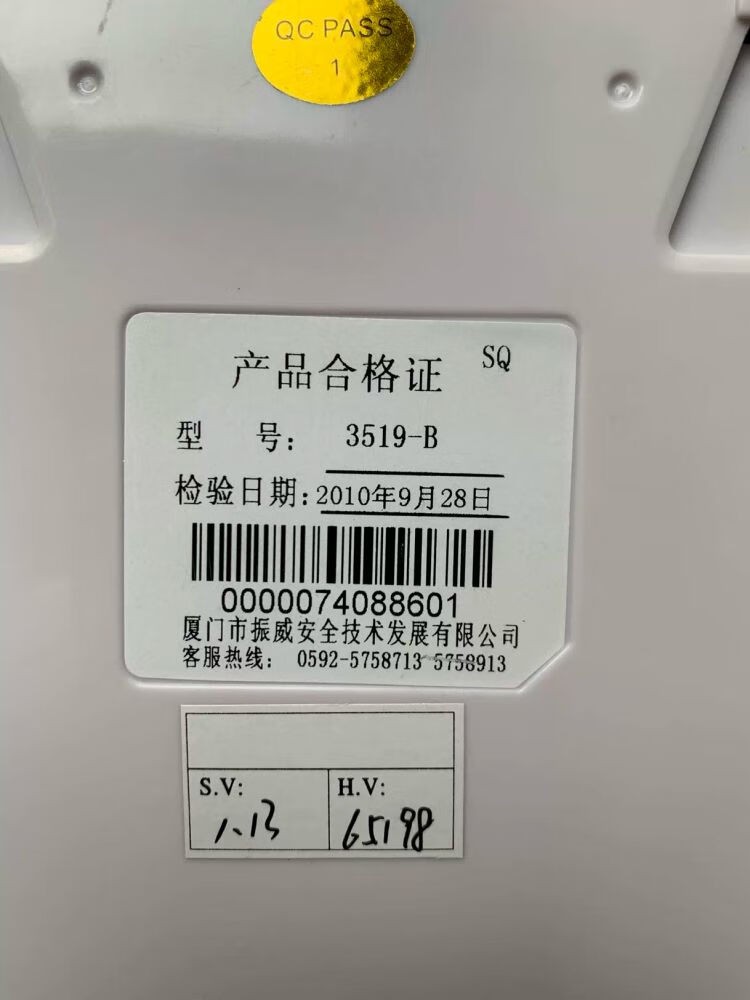 QC PASS
1
产品合格证 SQ
型 号: 3519-B
检验日期:2010年9月28日
0000074088601
厦门市振威安全技术发展有限公司
客服热线: 0592-5758713 5758913
S.V: H.V:
1.13 65198